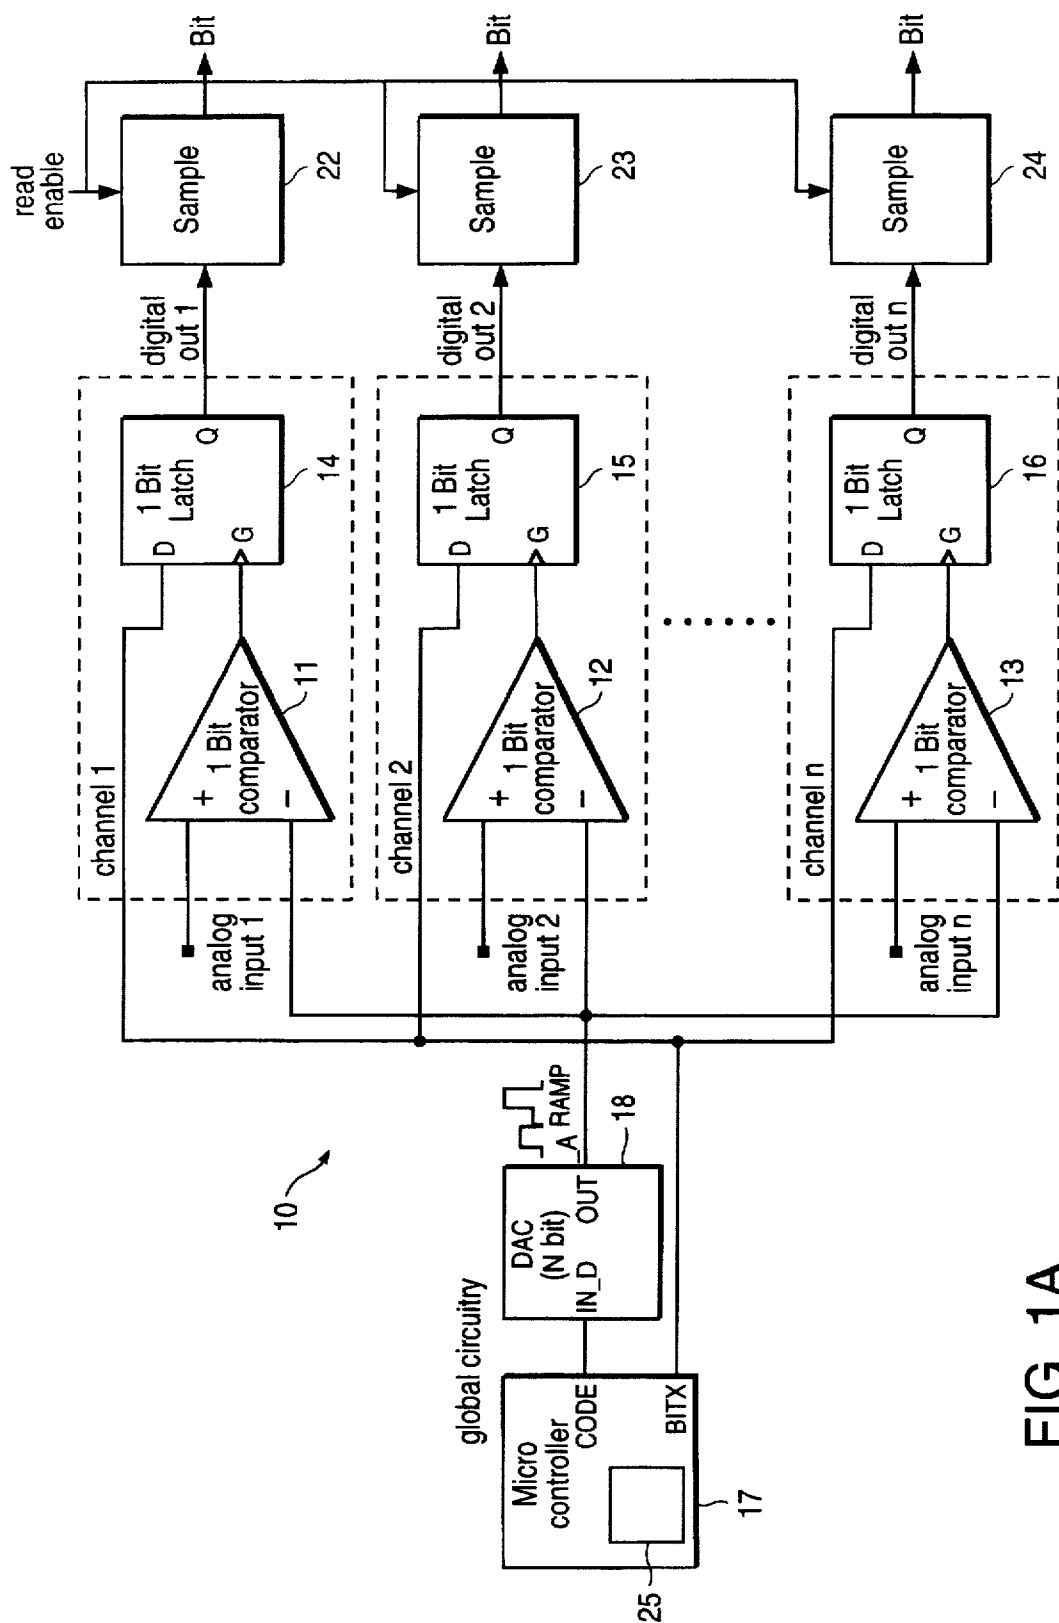 read
enable
Sample
22
Bit
digital
out 1
channel 1
1 Bit
Latch
D
G
Q
14
1 Bit
comparator
+
−
11
analog
input 1
Sample
23
Bit
digital
out 2
channel 2
1 Bit
Latch
D
G
Q
15
1 Bit
comparator
+
−
12
analog
input 2
Sample
24
Bit
digital
out n
channel n
1 Bit
Latch
D
G
Q
16
1 Bit
comparator
+
−
13
analog
input n
10
global circuitry
Micro
controller
CODE
BITX
25
17
DAC
(N bit)
IN_D
OUT
A_RAMP
18
FIG. 1A